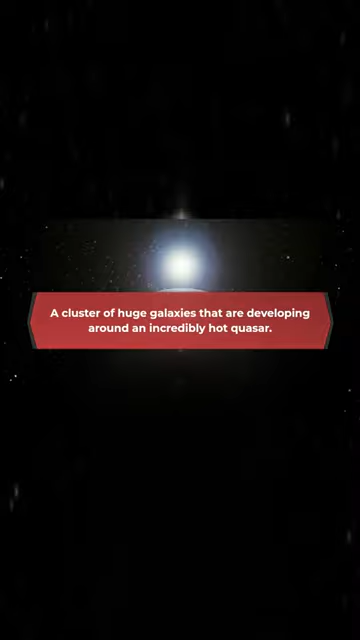 A cluster of huge galaxies that are developing
around an incredibly hot quasar.